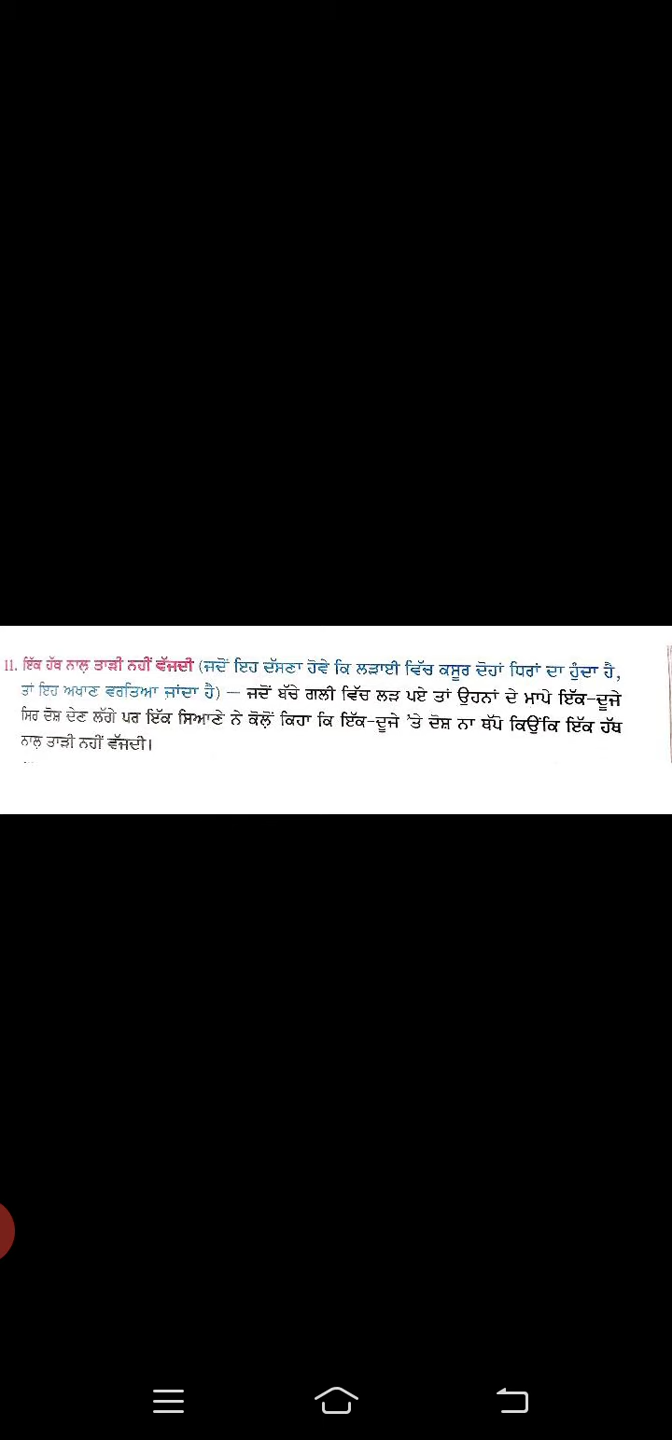 11. ਇੱਕ ਹੱਥ ਨਾਲ਼ ਤਾੜੀ ਨਹੀਂ ਵੱਜਦੀ (ਜਦੋਂ ਇਹ ਦੱਸਣਾ ਹੋਵੇ ਕਿ ਲੜਾਈ ਵਿੱਚ ਕਸੂਰ ਦੋਹਾਂ ਧਿਰਾਂ ਦਾ ਹੁੰਦਾ ਹੈ,
ਤਾਂ ਇਹ ਅਖਾਣ ਵਰਤਿਆ ਜਾਂਦਾ ਹੈ) — ਜਦੋਂ ਬੱਚੇ ਗਲੀ ਵਿੱਚ ਲੜ ਪਏ ਤਾਂ ਉਹਨਾਂ ਦੇ ਮਾਪੇ ਇੱਕ-ਦੂਜੇ
ਸਿਰ ਦੋਸ਼ ਦੇਣ ਲੱਗੇ ਪਰ ਇੱਕ ਸਿਆਣੇ ਨੇ ਕੋਲ਼ੋਂ ਕਿਹਾ ਕਿ ਇੱਕ-ਦੂਜੇ ’ਤੇ ਦੋਸ਼ ਨਾ ਥੱਪੋ ਕਿਉਂਕਿ ਇੱਕ ਹੱਥ
ਨਾਲ਼ ਤਾੜੀ ਨਹੀਂ ਵੱਜਦੀ।